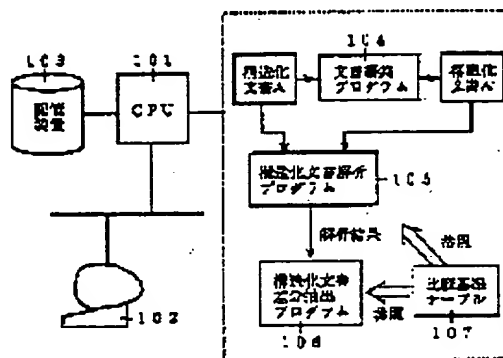 103
101
104
記憶
装置
CPU
構造化
文書A
文書編集
プログラム
構造化
文書A'
構造化文書解析
プログラム
105
解析結果
参照
構造化文書
差分抽出
プログラム
参照
比較基準
テーブル
102
106
107